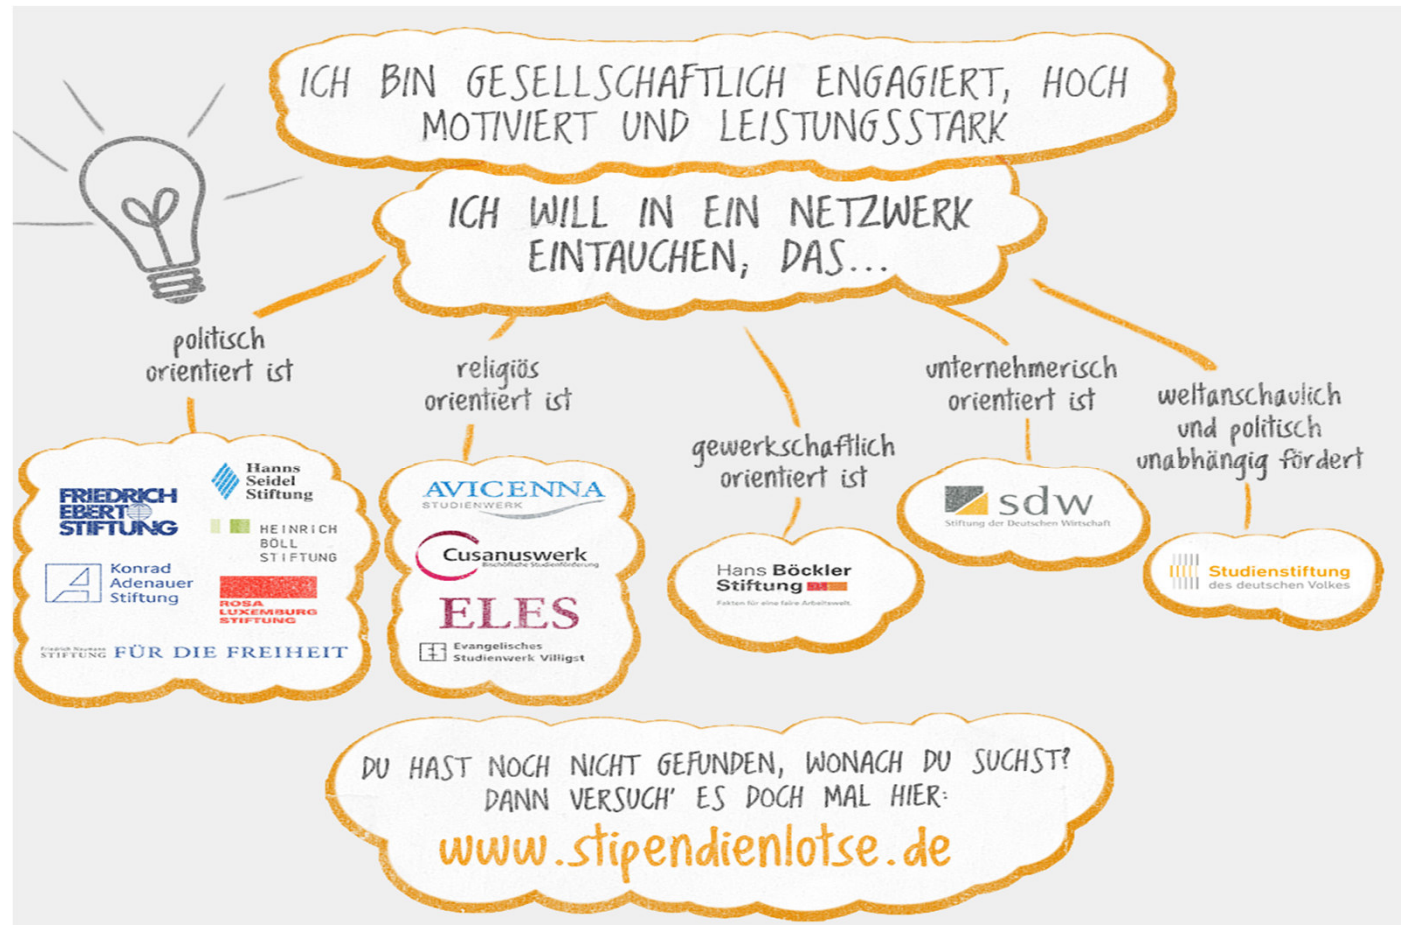 ICH BIN GESELLSCHAFTLICH ENGAGIERT, HOCH
MOTIVIERT UND LEISTUNGSSTARK
ICH WILL IN EIN NETZWERK
EINTAUCHEN, DAS...
politisch
orientiert ist
FRIEDRICH
EBERT
STIFTUNG
Hanns
Seidel
Stiftung
HEINRICH
BÖLL
STIFTUNG
Konrad
Adenauer
Stiftung
ROSA
LUXEMBURG
STIFTUNG
Friedrich Naumann
STIFTUNG FÜR DIE FREIHEIT
religiös
orientiert ist
AVICENNA
STUDIENWERK
Cusanuswerk
Bischöfliche Studienförderung
ELES
Evangelisches
Studienwerk Villigst
gewerkschaftlich
orientiert ist
Hans Böckler
Stiftung
Fakten für eine faire Arbeitswelt.
unternehmerisch
orientiert ist
sdw
Stiftung der Deutschen Wirtschaft
weltanschaulich
und politisch
unabhängig fördert
Studienstiftung
des deutschen Volkes
DU HAST NOCH NICHT GEFUNDEN, WONACH DU SUCHST?
DANN VERSUCH' ES DOCH MAL HIER:
www.stipendienlotse.de